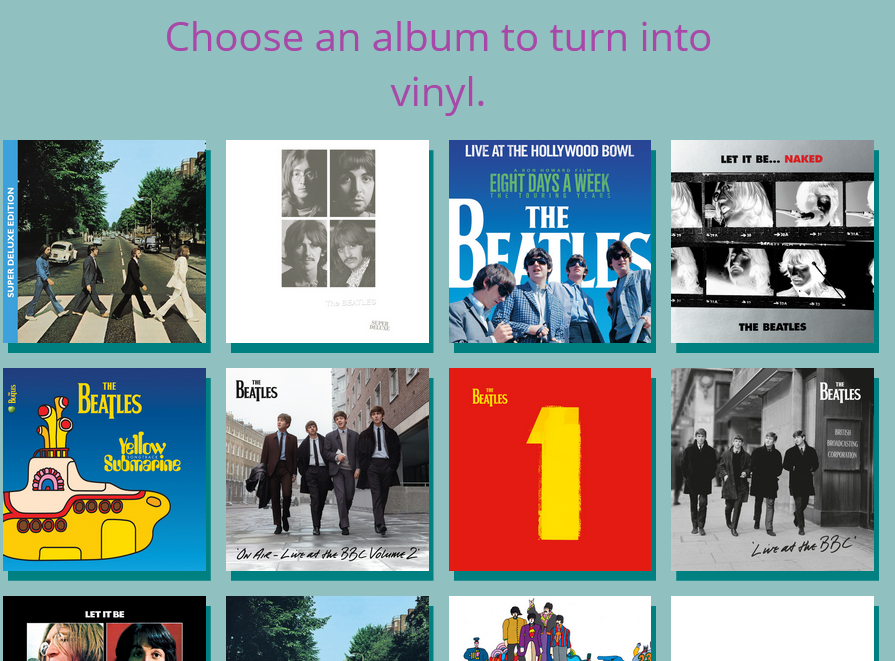 Choose an album to turn into
vinyl.
SUPER DELUXE EDITION
The BEATLES
SUPER
DELUXE
LIVE AT THE HOLLYWOOD BOWL
A RON HOWARD FILM
EIGHT DAYS A WEEK
THE TOURING YEARS
THE
BEATLES
LET IT BE... NAKED
THE BEATLES
THE
BEATLES
Yellow
SONGTRACK
Submarine
THE
BEATLES
'On Air - Live at the BBC Volume 2'
THE
BEATLES
1
THE
BEATLES
BRITISH
BROADCASTING
CORPORATION
'Live at the BBC'
LET IT BE